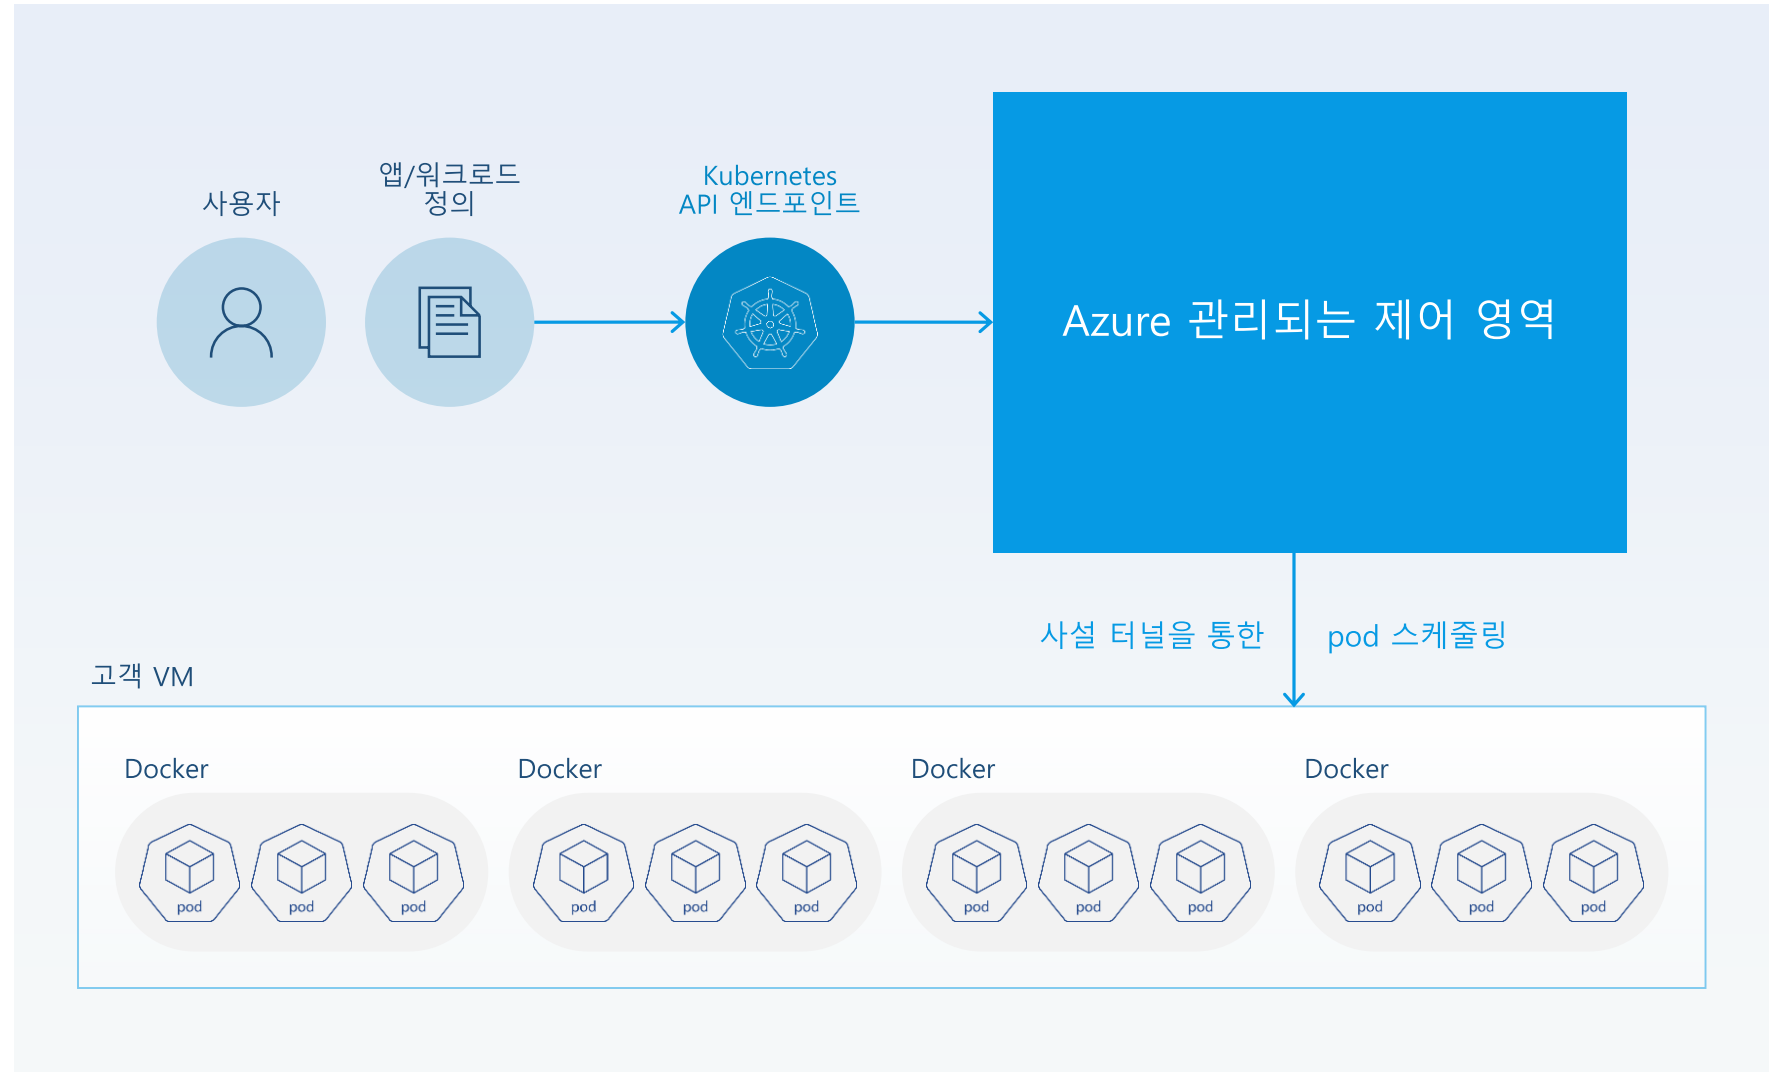 사용자
앱/워크로드
정의
Kubernetes
API 엔드포인트
Azure 관리되는 제어 영역
사설 터널을 통한
pod 스케줄링
고객 VM
Docker
Docker
Docker
Docker
pod
pod
pod
pod
pod
pod
pod
pod
pod
pod
pod
pod